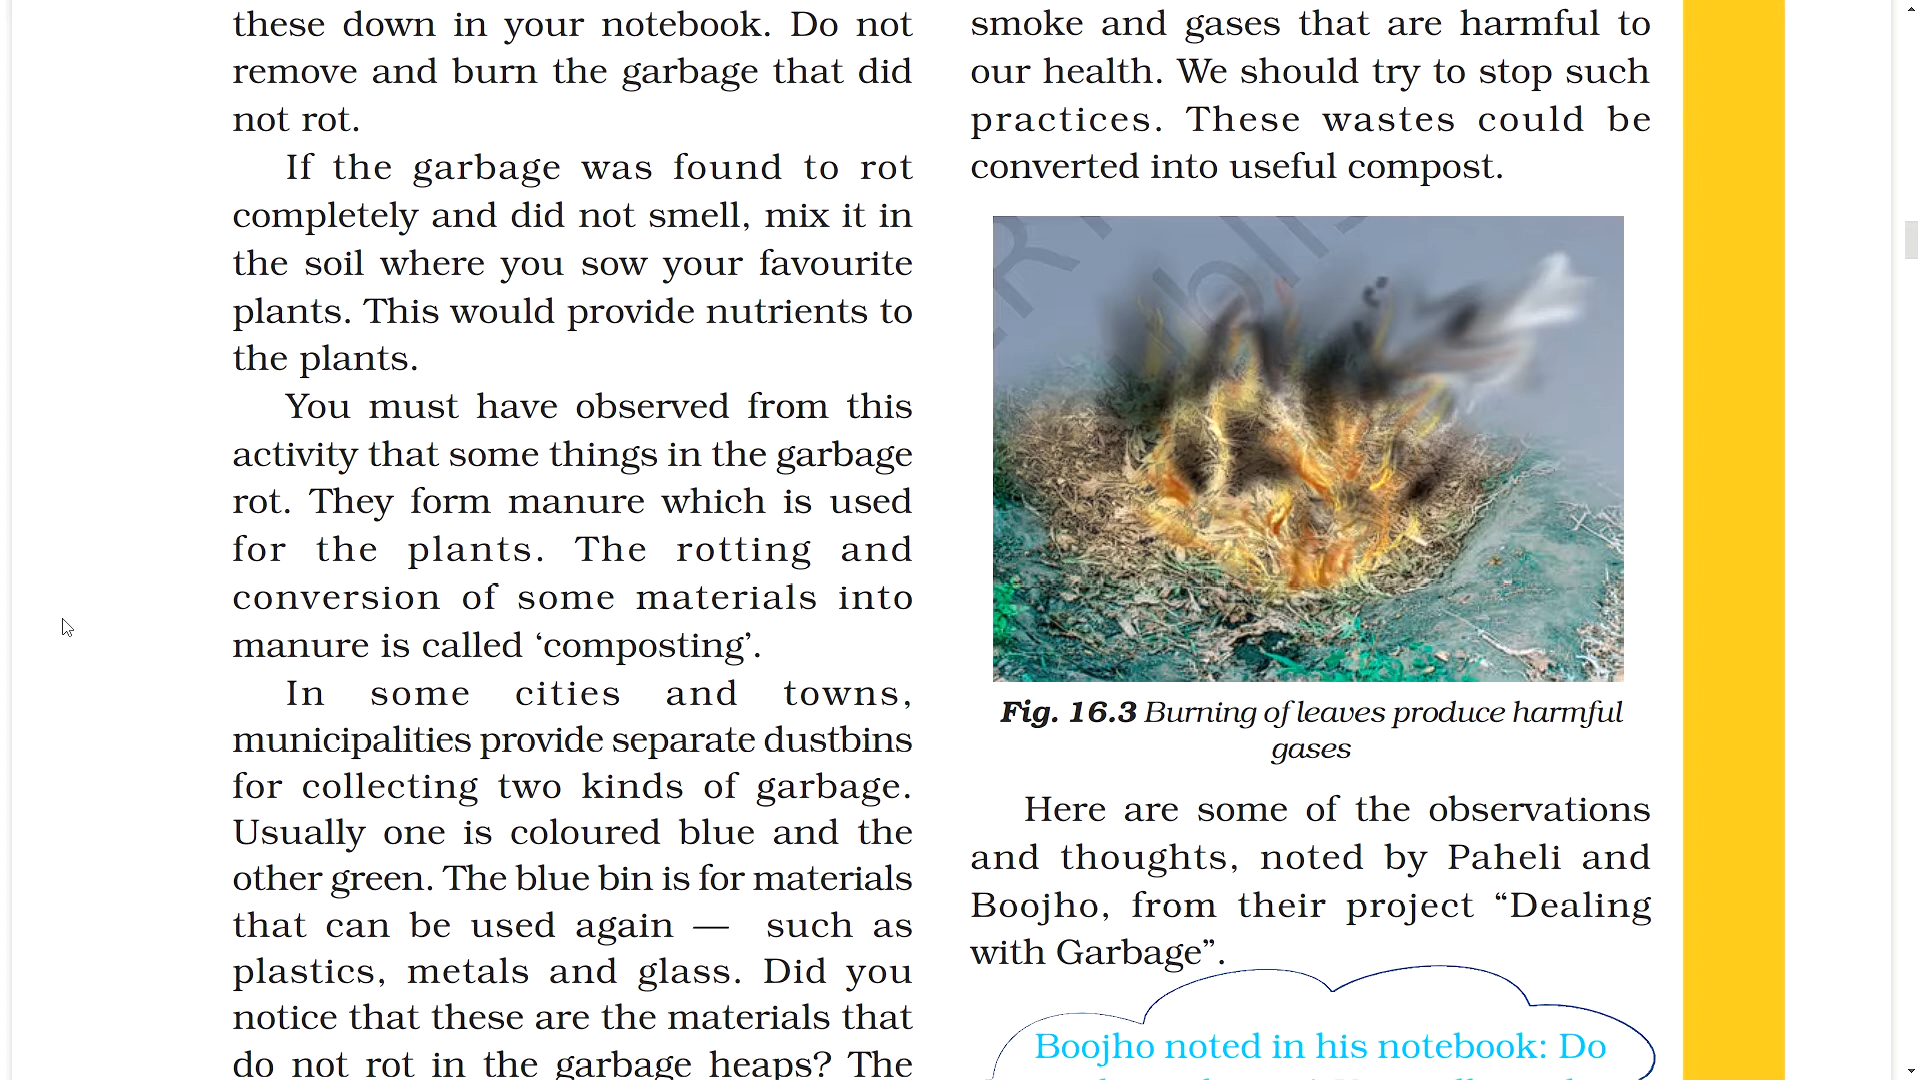 these down in your notebook. Do not
remove and burn the garbage that did
not rot.
If the garbage was found to rot
completely and did not smell, mix it in
the soil where you sow your favourite
plants. This would provide nutrients to
the plants.
You must have observed from this
activity that some things in the garbage
rot. They form manure which is used
for the plants. The rotting and
conversion of some materials into
manure is called ‘composting’.
In some cities and towns,
municipalities provide separate dustbins
for collecting two kinds of garbage.
Usually one is coloured blue and the
other green. The blue bin is for materials
that can be used again — such as
plastics, metals and glass. Did you
notice that these are the materials that
do not rot in the garbage heaps? The
smoke and gases that are harmful to
our health. We should try to stop such
practices. These wastes could be
converted into useful compost.
Fig. 16.3 Burning of leaves produce harmful
gases
Here are some of the observations
and thoughts, noted by Paheli and
Boojho, from their project “Dealing
with Garbage”.
Boojho noted in his notebook: Do